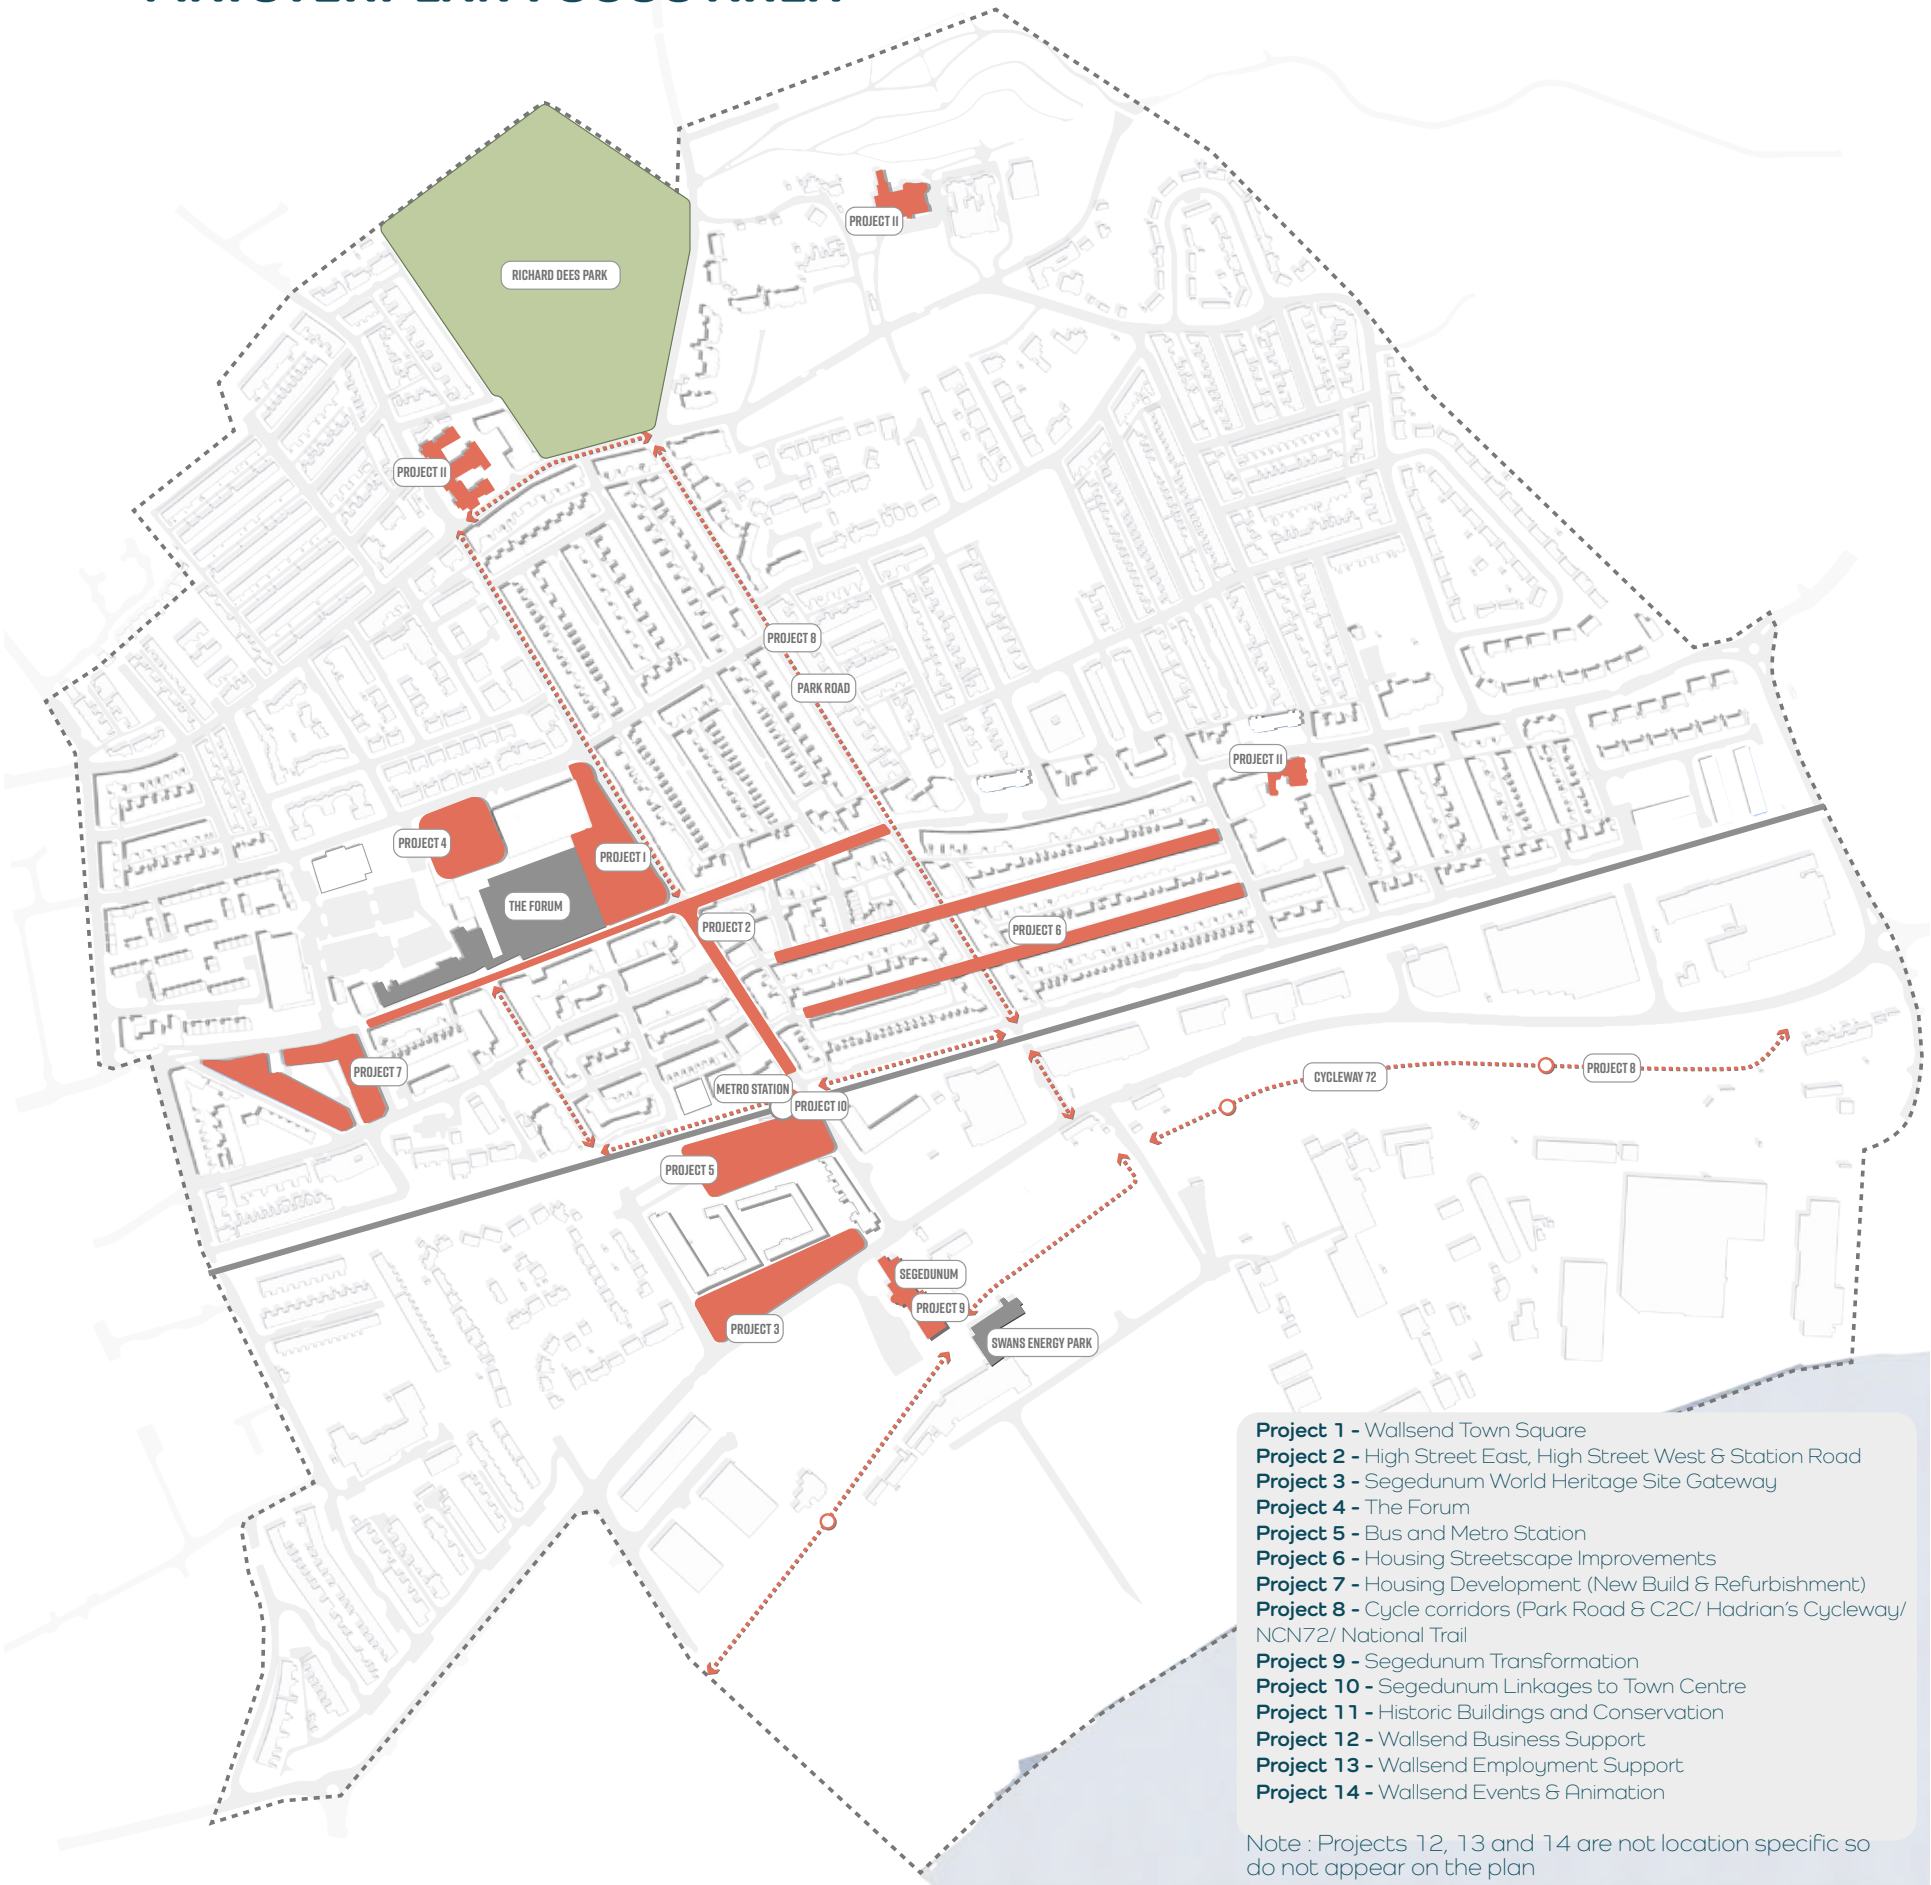 PROJECT 11
RICHARD DEES PARK
PROJECT 11
PROJECT 8
PARK ROAD
PROJECT 11
PROJECT 4
PROJECT 1
THE FORUM
PROJECT 2
PROJECT 6
PROJECT 7
METRO STATION
PROJECT 10
CYCLEWAY 72
PROJECT 8
PROJECT 5
SEGEDUNUM
PROJECT 9
PROJECT 3
SWANS ENERGY PARK
Project 1 - Wallsend Town Square
Project 2 - High Street East, High Street West & Station Road
Project 3 - Segedunum World Heritage Site Gateway
Project 4 - The Forum
Project 5 - Bus and Metro Station
Project 6 - Housing Streetscape Improvements
Project 7 - Housing Development (New Build & Refurbishment)
Project 8 - Cycle corridors (Park Road & C2C/ Hadrian's Cycleway/
NCN72/ National Trail
Project 9 - Segedunum Transformation
Project 10 - Segedunum Linkages to Town Centre
Project 11 - Historic Buildings and Conservation
Project 12 - Wallsend Business Support
Project 13 - Wallsend Employment Support
Project 14 - Wallsend Events & Animation
Note : Projects 12, 13 and 14 are not location specific so
do not appear on the plan